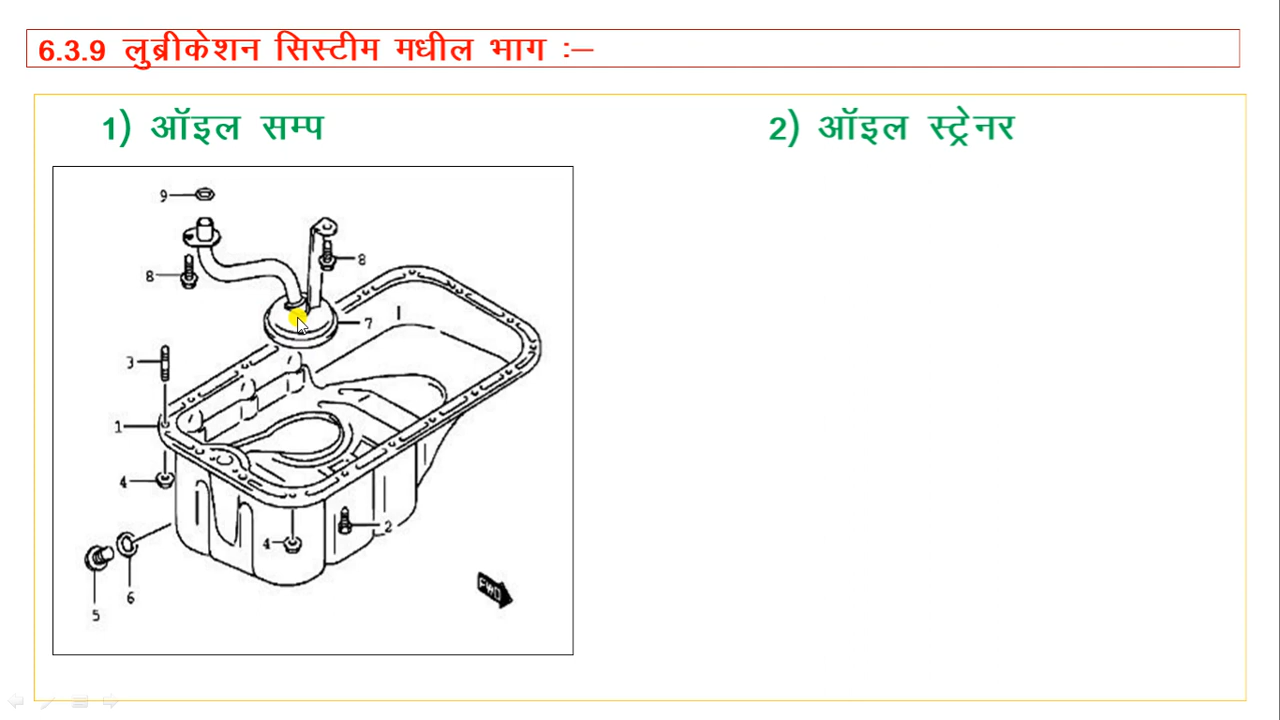 6.3.9 लुब्रीकेशन सिस्टीम मधील भाग :—
1) ऑइल सम्प
2) ऑइल स्ट्रेनर
9
8
8
7
3
1
4
2
4
6
5
FWD